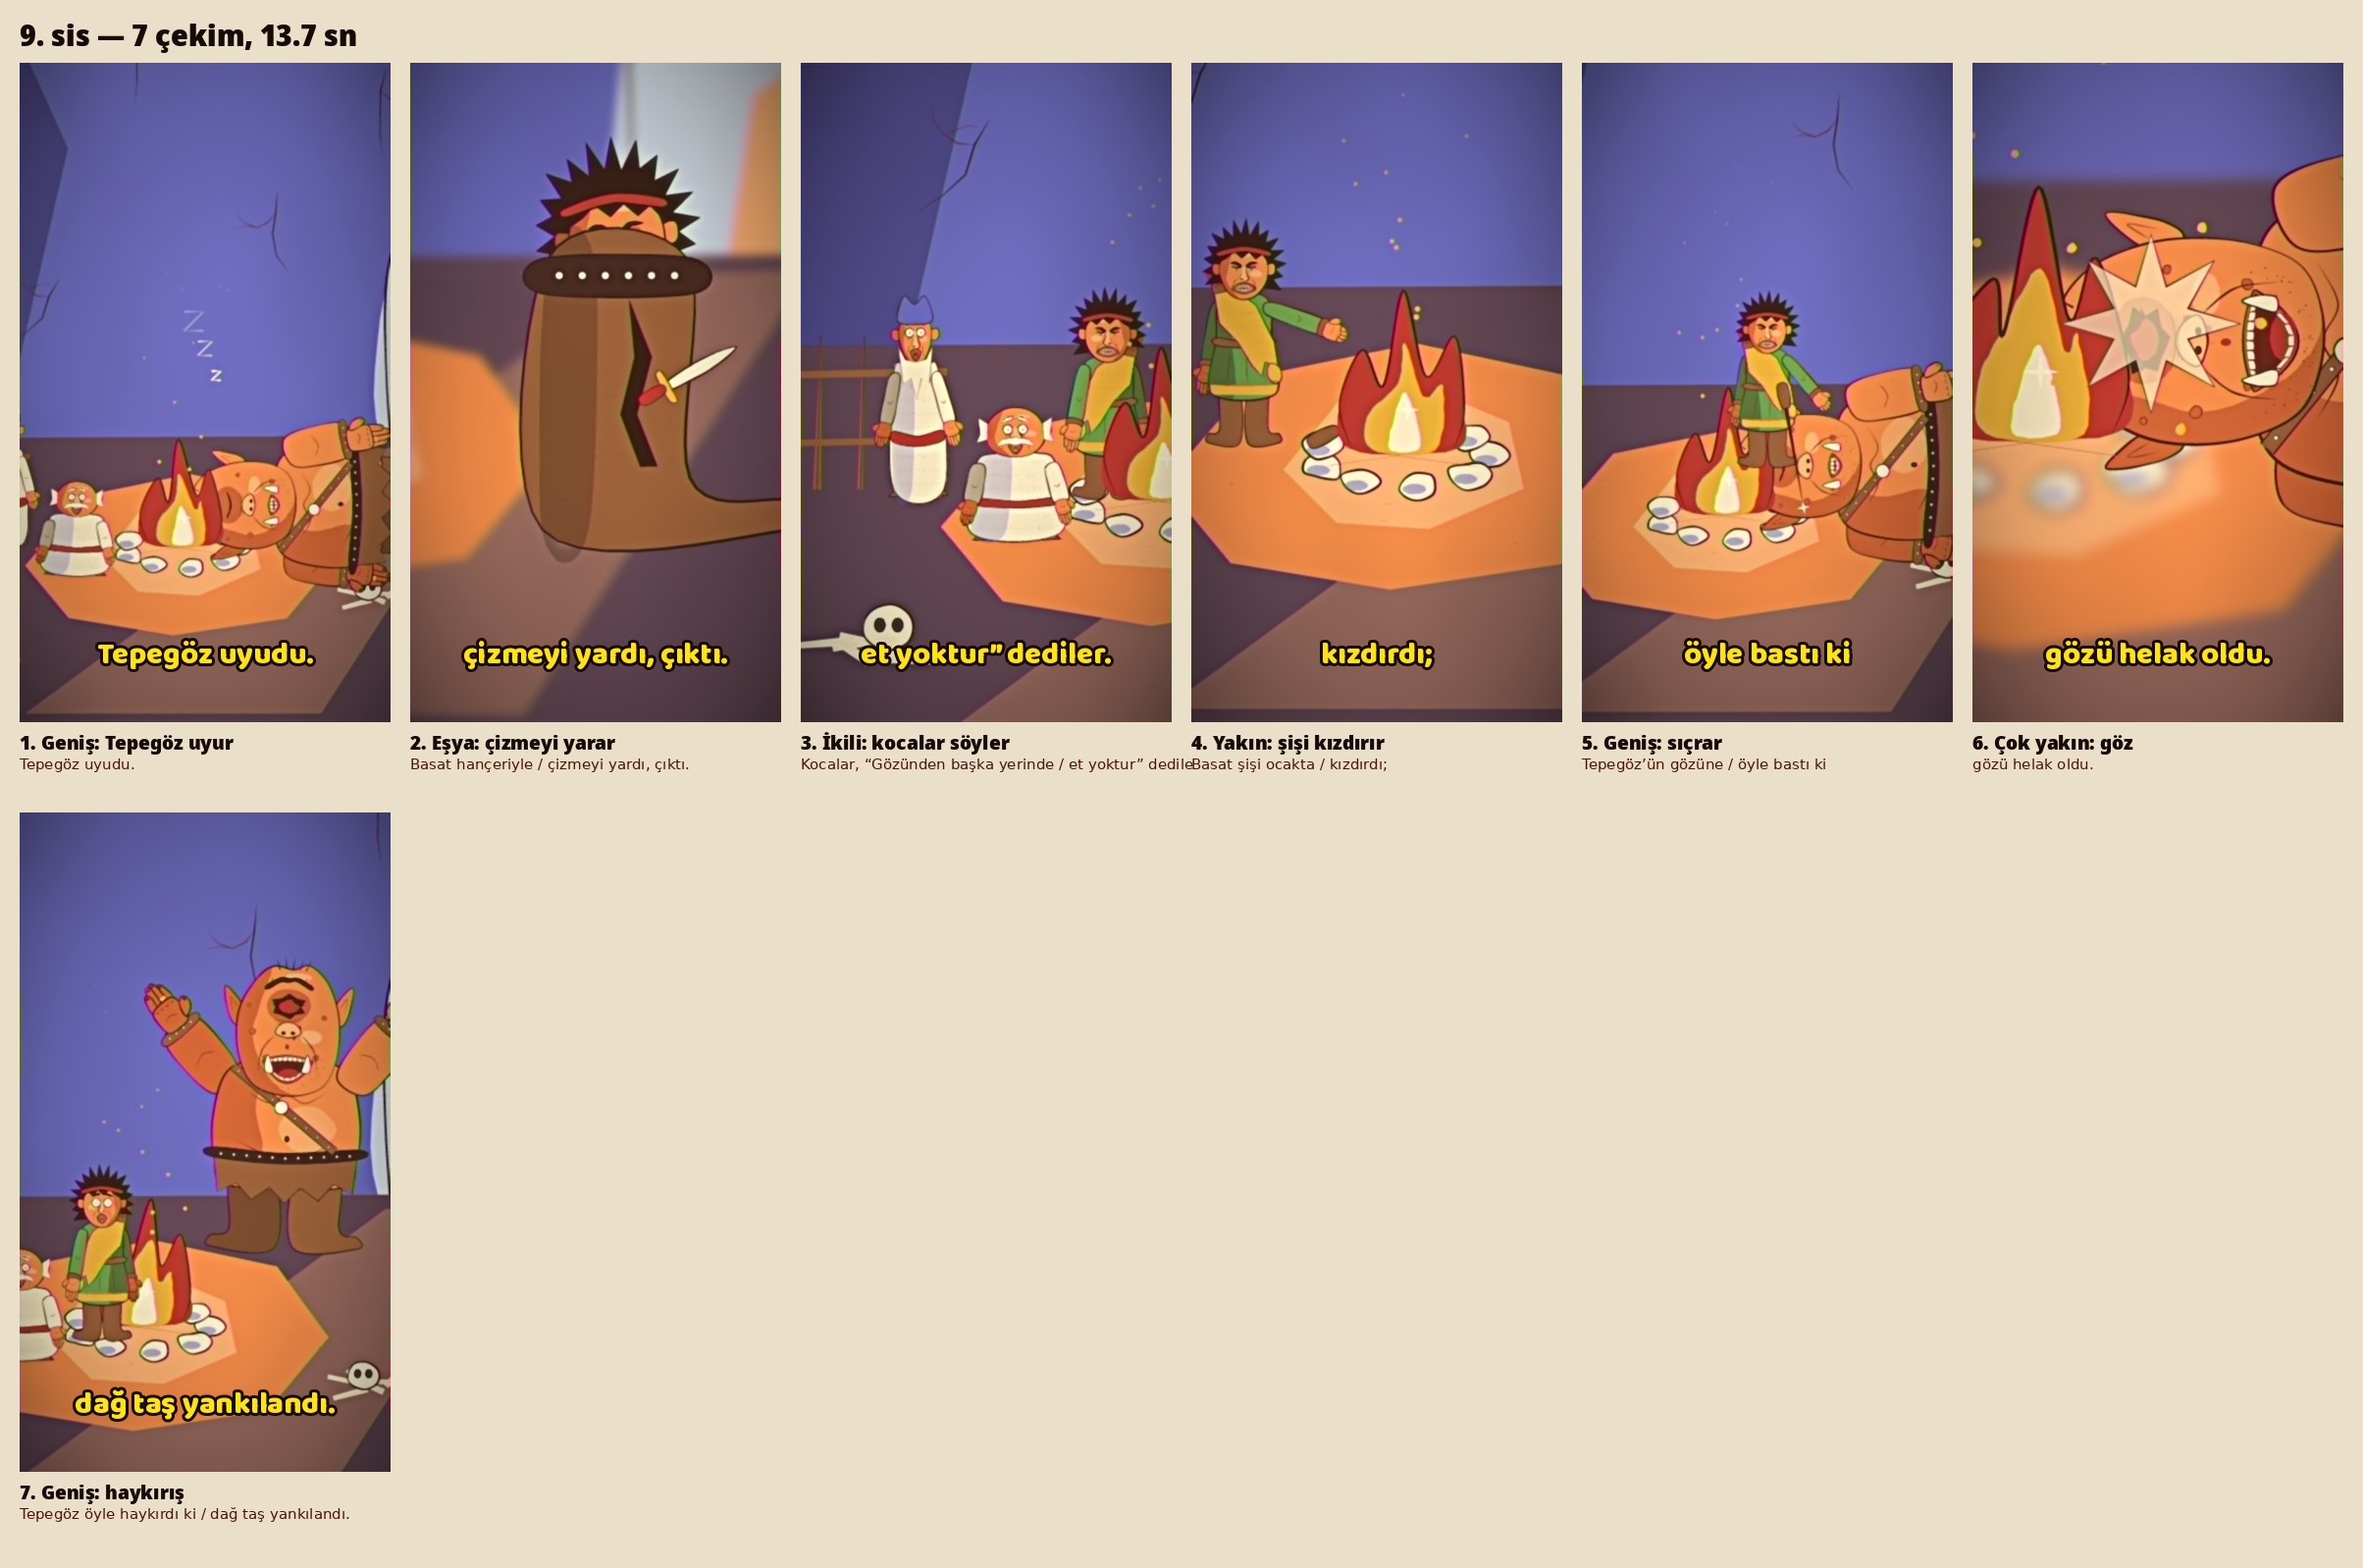 9. sis — 7 çekim, 13.7 sn
Z
Z
z
Tepegöz uyudu.
çizmeyi yardı, çıktı.
et yoktur” dediler.
kızdırdı;
öyle bastı ki
gözü helak oldu.
1. Geniş: Tepegöz uyur
Tepegöz uyudu.
2. Eşya: çizmeyi yarar
Basat hançeriyle / çizmeyi yardı, çıktı.
3. İkili: kocalar söyler
Kocalar, “Gözünden başka yerinde / et yoktur” dedile
4. Yakın: şişi kızdırır
Basat şişi ocakta / kızdırdı;
5. Geniş: sıçrar
Tepegöz’ün gözüne / öyle bastı ki
6. Çok yakın: göz
gözü helak oldu.
dağ taş yankılandı.
7. Geniş: haykırış
Tepegöz öyle haykırdı ki / dağ taş yankılandı.